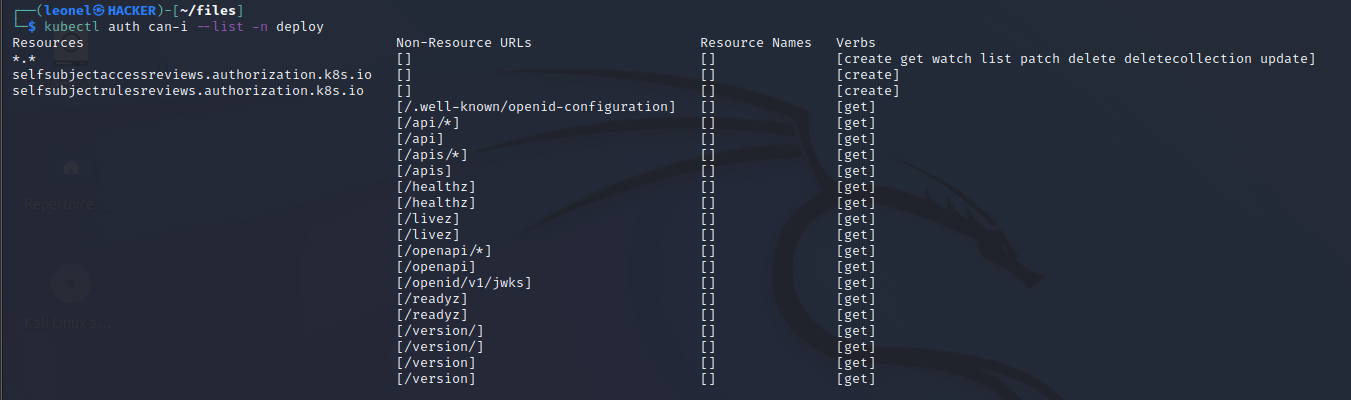 ┌──(leonel㉿HACKER)-[~/files]
└─$ kubectl auth can-i --list -n deploy
Resources Non-Resource URLs Resource Names Verbs
*.* [] [] [create get watch list patch delete deletecollection update]
selfsubjectaccessreviews.authorization.k8s.io [] [] [create]
selfsubjectrulesreviews.authorization.k8s.io [] [] [create]
[/.well-known/openid-configuration] [] [get]
[/api/*] [] [get]
[/api] [] [get]
[/apis/*] [] [get]
[/apis] [] [get]
[/healthz] [] [get]
[/healthz] [] [get]
[/livez] [] [get]
[/livez] [] [get]
[/openapi/*] [] [get]
[/openapi] [] [get]
[/openid/v1/jwks] [] [get]
[/readyz] [] [get]
[/readyz] [] [get]
[/version/] [] [get]
[/version/] [] [get]
[/version] [] [get]
[/version] [] [get]
Repertoire ...
Kali Linux a...